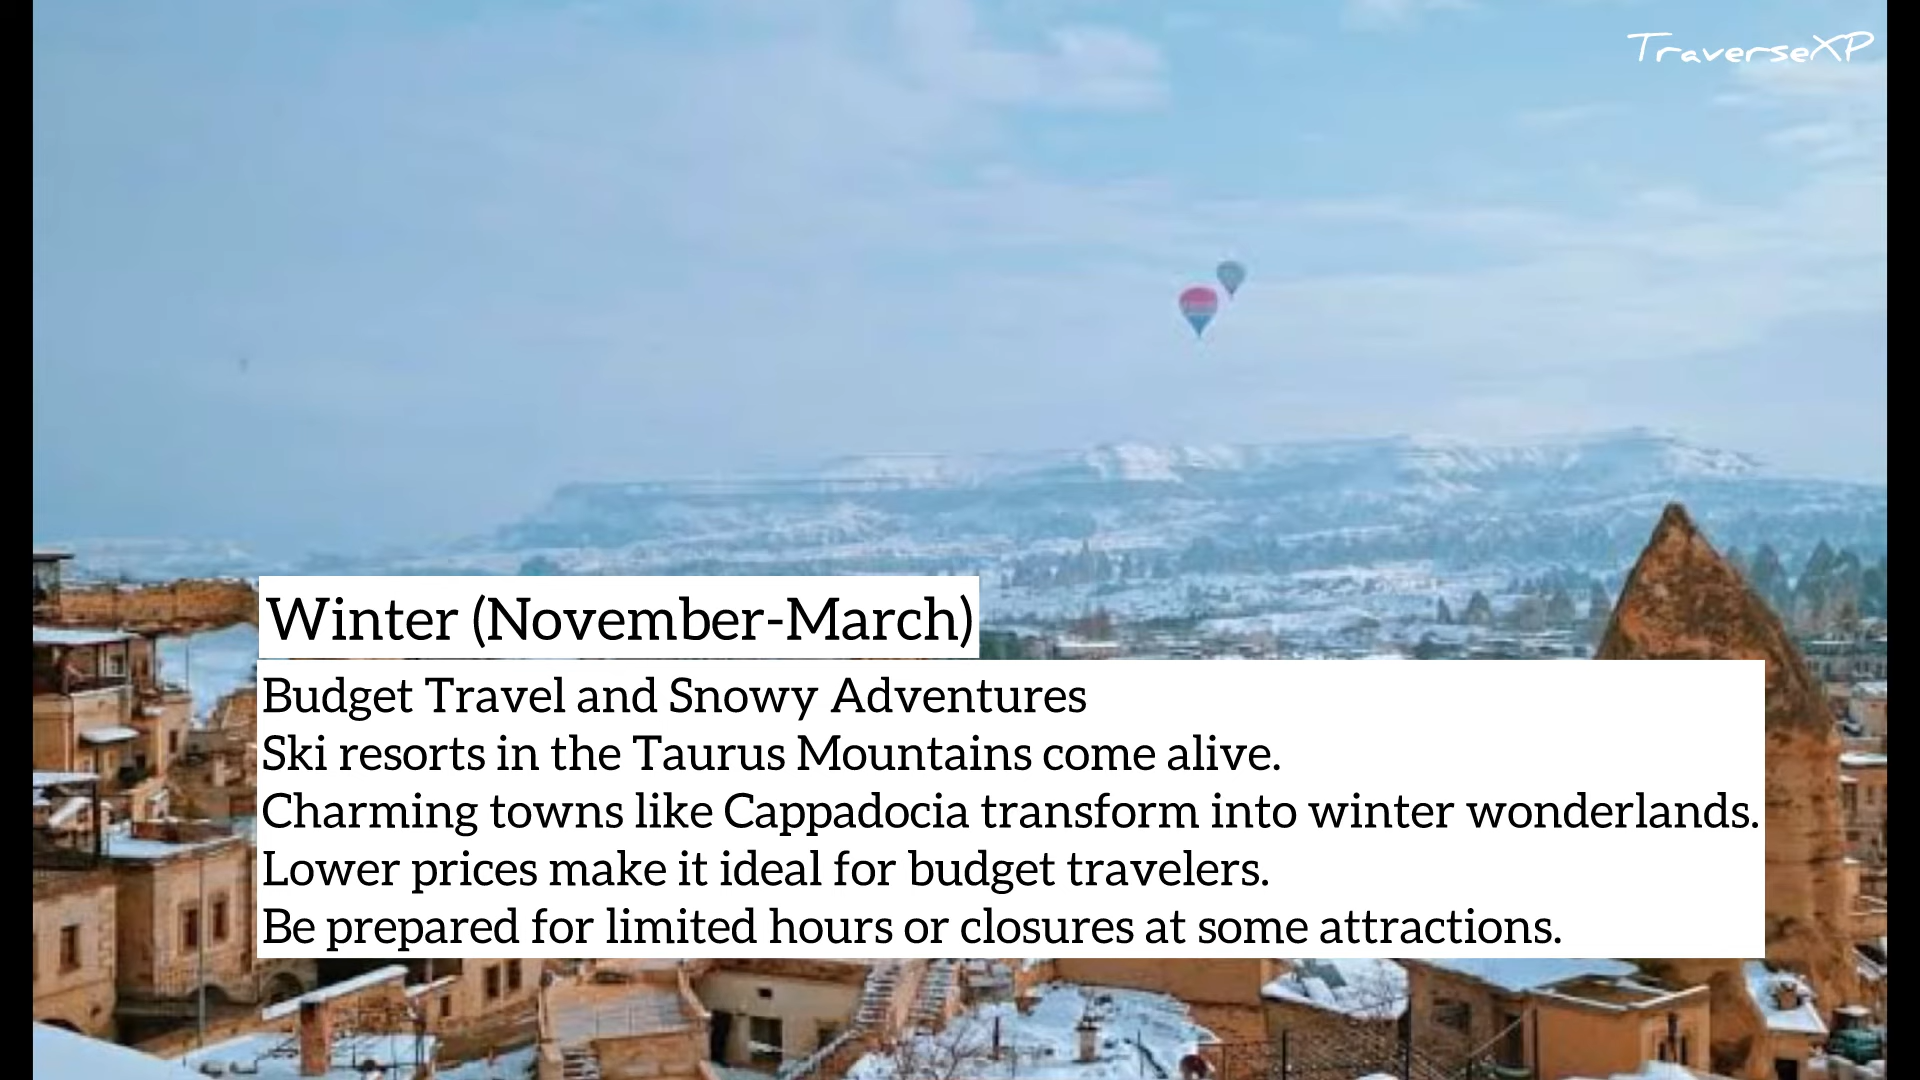 TraverseXP
Winter (November-March)
Budget Travel and Snowy Adventures
Ski resorts in the Taurus Mountains come alive.
Charming towns like Cappadocia transform into winter wonderlands.
Lower prices make it ideal for budget travelers.
Be prepared for limited hours or closures at some attractions.